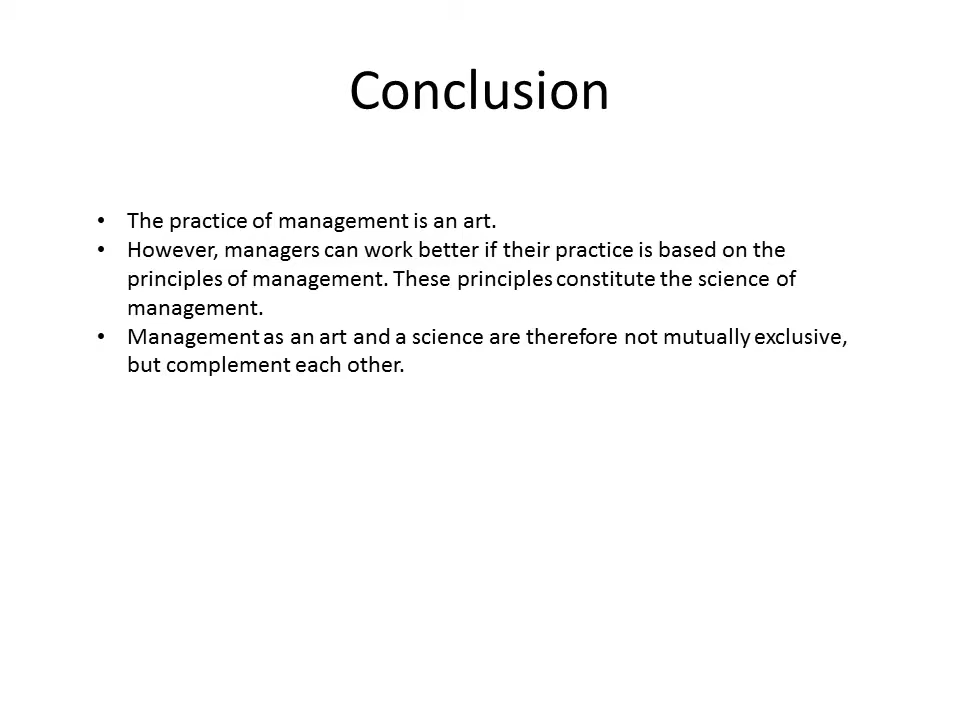 Conclusion
• The practice of management is an art.
• However, managers can work better if their practice is based on the
principles of management. These principles constitute the science of
management.
• Management as an art and a science are therefore not mutually exclusive,
but complement each other.